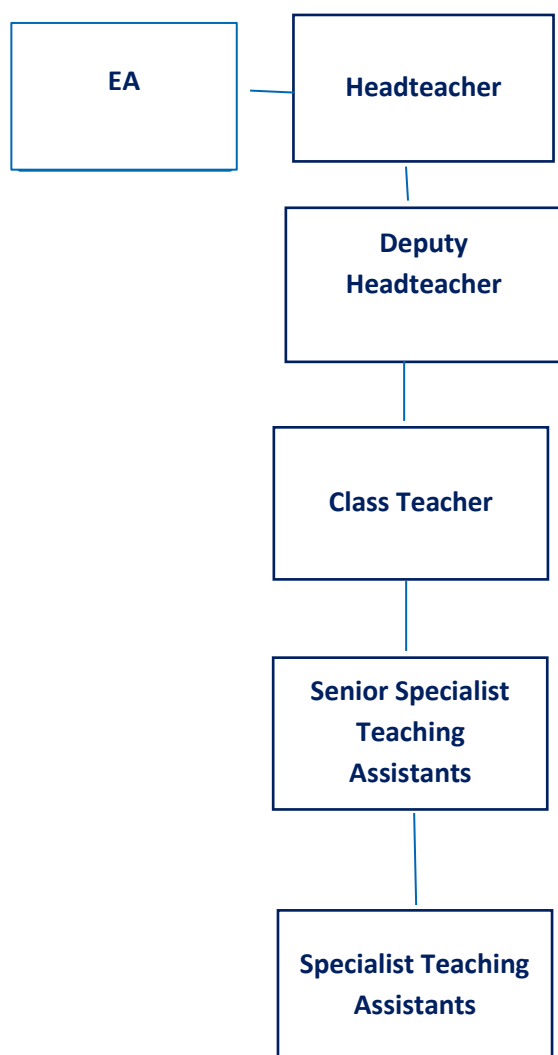 EA
Headteacher
Deputy
Headteacher
Class Teacher
Senior Specialist
Teaching
Assistants
Specialist Teaching
Assistants